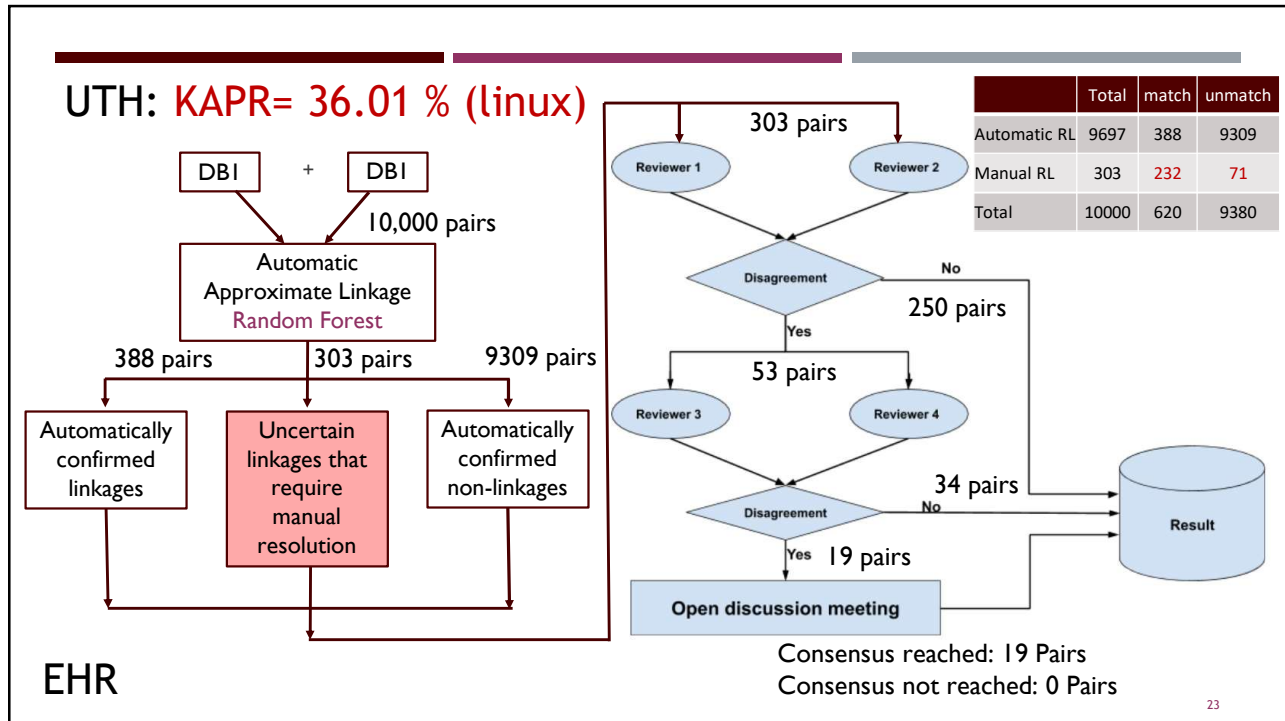 UTH: KAPR= 36.01 % (linux)
DB1 + DB1
10,000 pairs
Automatic
Approximate Linkage
Random Forest
388 pairs 303 pairs 9309 pairs
Automatically
confirmed
linkages
Uncertain
linkages that
require
manual
resolution
Automatically
confirmed
non-linkages
EHR
303 pairs
Reviewer 1 Reviewer 2
Disagreement
No
250 pairs
Yes
53 pairs
Reviewer 3 Reviewer 4
Disagreement
34 pairs
No
Yes
19 pairs
Open discussion meeting
Result
Consensus reached: 19 Pairs
Consensus not reached: 0 Pairs
Total match unmatch
Automatic RL 9697 388 9309
Manual RL 303 232 71
Total 10000 620 9380
23